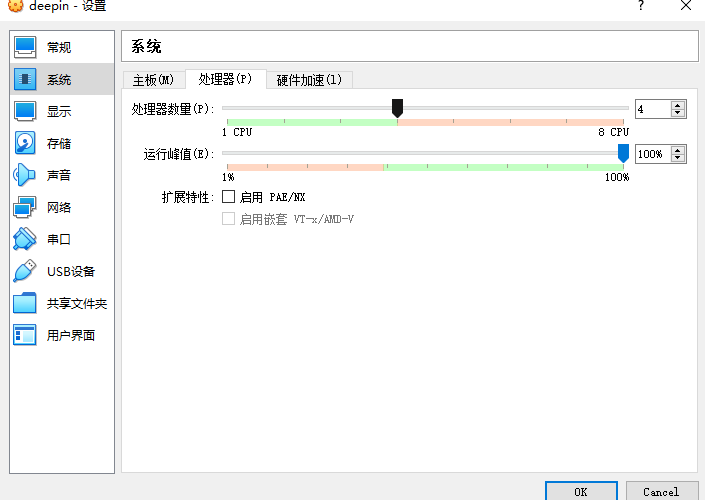 deepin - 设置
?
常规
系统
显示
存储
声音
网络
串口
USB设备
共享文件夹
用户界面
系统
主板(M) 处理器(P) 硬件加速(l)
处理器数量(P): 4
1 CPU 8 CPU
运行峰值(E): 100%
1% 100%
扩展特性: 启用 PAE/NX
启用嵌套 VT-x/AMD-V
OK Cancel